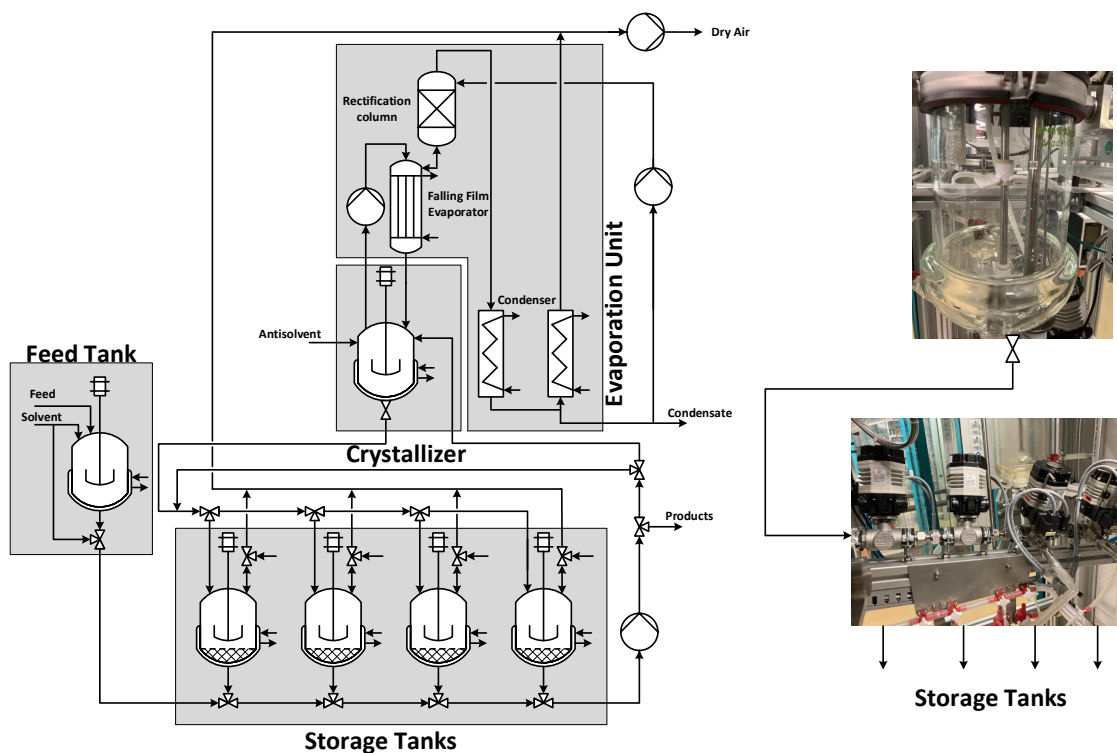 Dry Air
Rectification
column
Falling Film
Evaporator
Evaporation Unit
Condenser
Antisolvent
Feed Tank
Feed
Solvent
Condensate
Crystallizer
Products
Storage Tanks
Storage Tanks